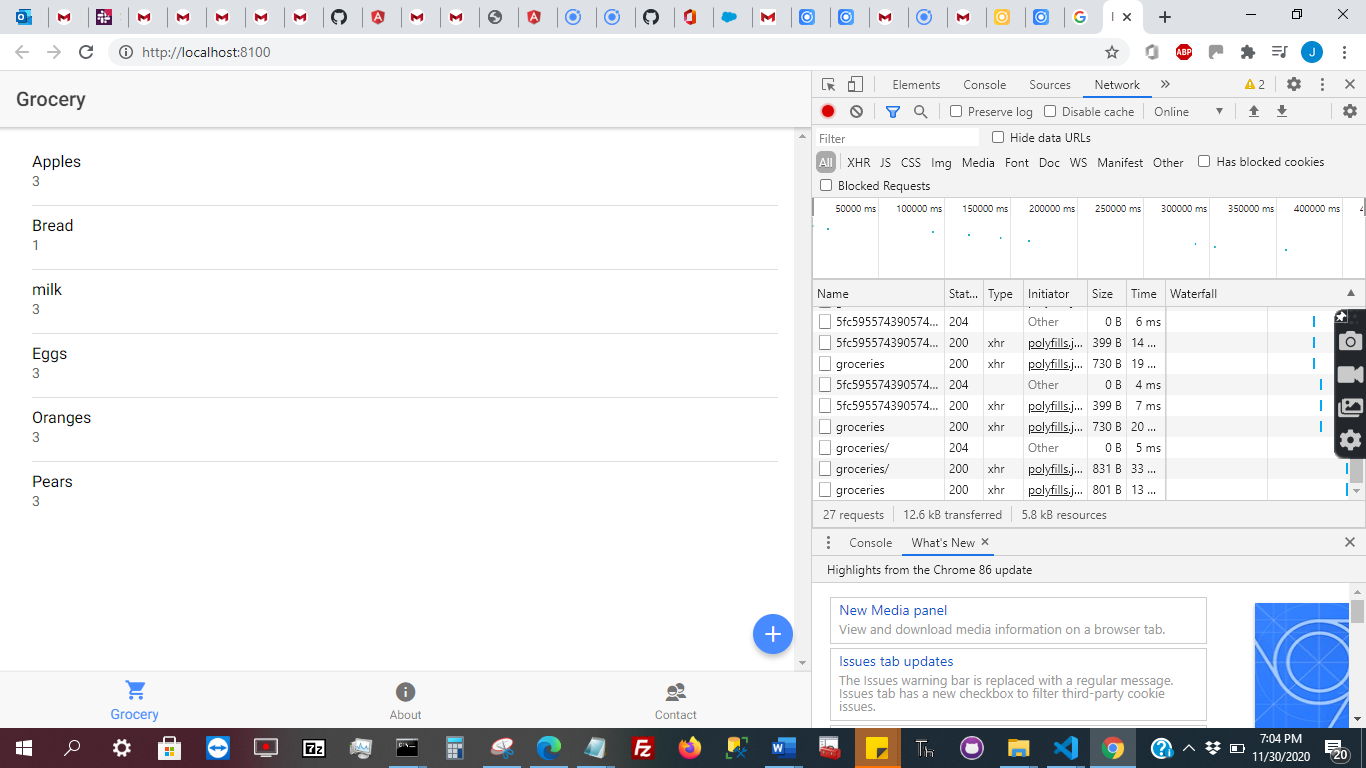 http://localhost:8100
ABP
J
Grocery
Apples
3
Bread
1
milk
3
Eggs
3
Oranges
3
Pears
3
Grocery
About
Contact
Elements Console Sources Network 2
Preserve log Disable cache Online
Filter Hide data URLs
All XHR JS CSS Img Media Font Doc WS Manifest Other Has blocked cookies
Blocked Requests
50000 ms 100000 ms 150000 ms 200000 ms 250000 ms 300000 ms 350000 ms 400000 ms
Name Stat... Type Initiator Size Time Waterfall
5fc595574390574... 204 Other 0 B 6 ms
5fc595574390574... 200 xhr polyfills.j... 399 B 14 ...
groceries 200 xhr polyfills.j... 730 B 19 ...
5fc595574390574... 204 Other 0 B 4 ms
5fc595574390574... 200 xhr polyfills.j... 399 B 7 ms
groceries 200 xhr polyfills.j... 730 B 20 ...
groceries/ 204 Other 0 B 5 ms
groceries/ 200 xhr polyfills.j... 831 B 33 ...
groceries 200 xhr polyfills.j... 801 B 13 ...
27 requests 12.6 kB transferred 5.8 kB resources
Console What's New
Highlights from the Chrome 86 update
New Media panel
View and download media information on a browser tab.
Issues tab updates
The Issues warning bar is replaced with a regular message.
Issues tab has a new checkbox to filter third-party cookie
issues.
7z
Fz
Th
7:04 PM
11/30/2020
20